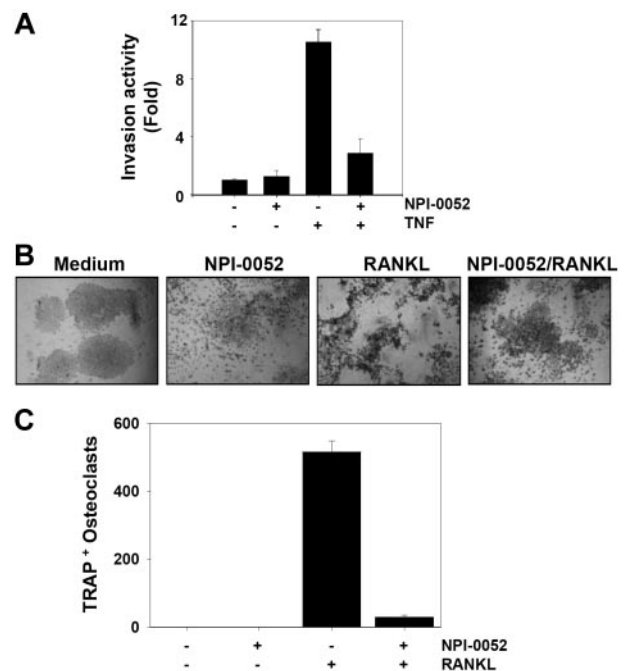 A
12
8
4
0
Invasion activity
(Fold)
- + - + NPI-0052
- - + + TNF
B
Medium NPI-0052 RANKL NPI-0052/RANKL
C
600
400
200
0
TRAP + Osteoclasts
- + - + NPI-0052
- - + + RANKL